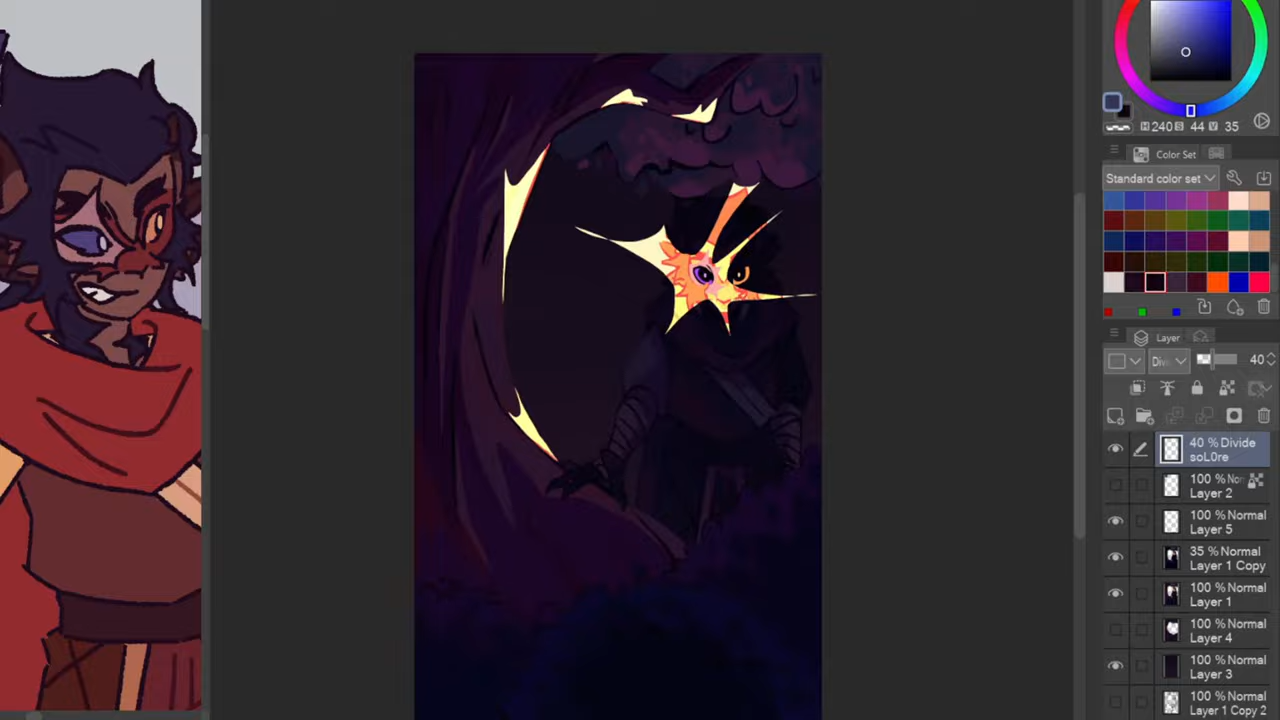 H 240 S 44 V 35
Color Set
Standard color set
Layer
40
40 % Divide
soL0re
100 % Nor
Layer 2
100 % Normal
Layer 5
35 % Normal
Layer 1 Copy
100 % Normal
Layer 1
100 % Normal
Layer 4
100 % Normal
Layer 3
100 % Normal
Layer 1 Copy 2